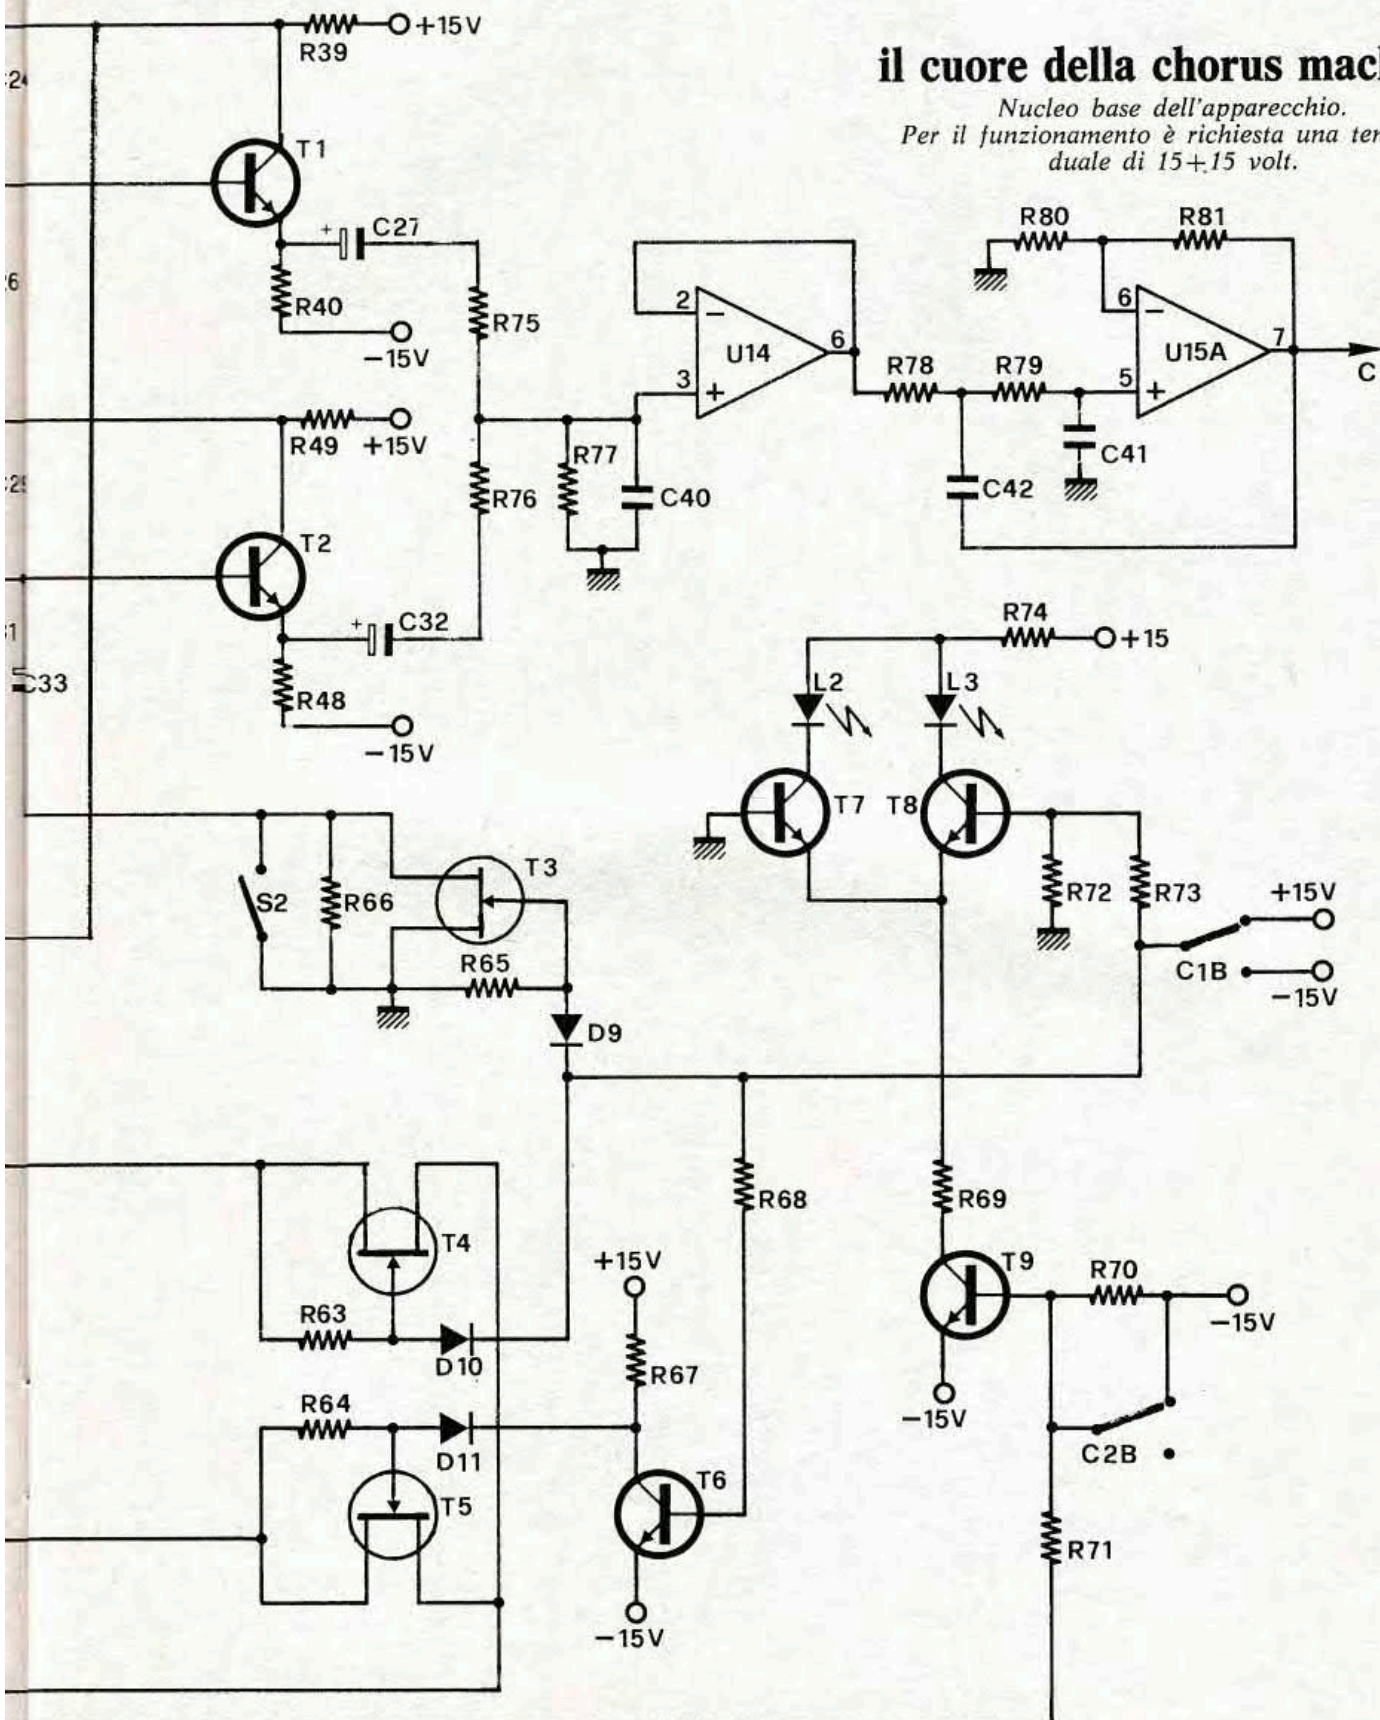 R39
+15V
il cuore della chorus
Nucleo base dell'apparecchio.
Per il funzionamento è richiesta una
duale di 15+15 volt.
T1
+
C27
R40
-15V
R75
2
-
U14
6
3
+
R80
R81
6
-
U15A
7
5
+
C
R78
R79
C41
C42
R49
+15V
R77
R76
C40
T2
+
C32
R48
-15V
C33
R74
+15
L2
L3
T7
T8
R72
R73
+15V
C1B
-15V
S2
R66
T3
R65
D9
R68
R69
T4
R63
D10
+15V
R67
R64
D11
T5
T6
-15V
T9
R70
-15V
-15V
C2B
R71